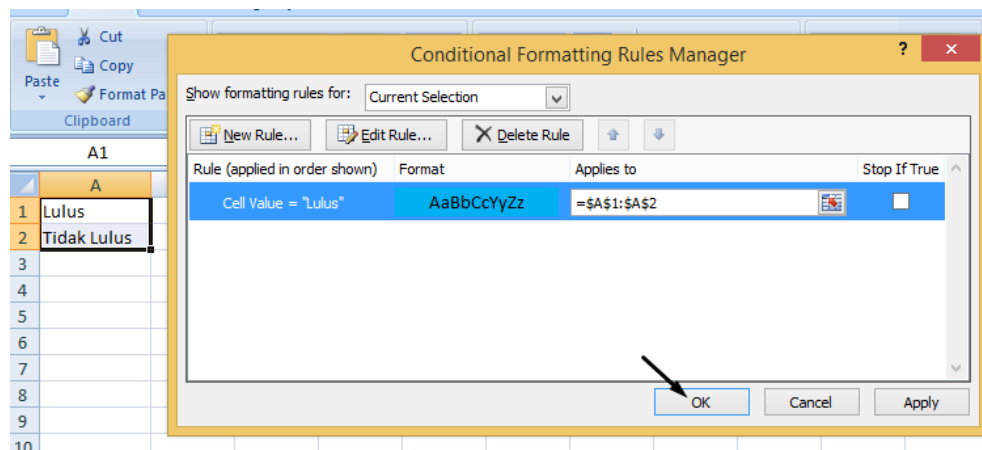 Cut
Copy
Paste
Format Pa
Clipboard
Conditional Formatting Rules Manager
?
×
Show formatting rules for: Current Selection
New Rule... Edit Rule... Delete Rule
Rule (applied in order shown) Format Applies to Stop If True
Cell Value = "Lulus" AaBbCcYyZz =$A$1:$A$2
OK Cancel Apply
A1
A
1 Lulus
2 Tidak Lulus
3
4
5
6
7
8
9
10